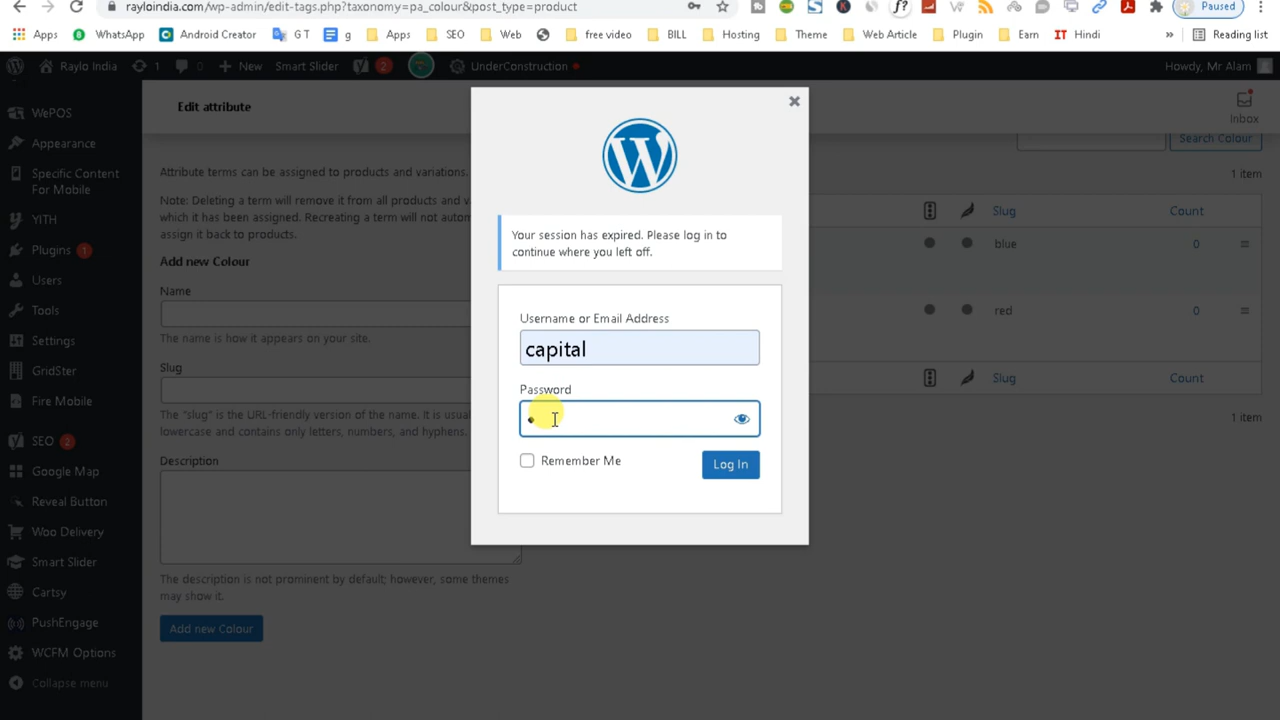 rayloindia.com/wp-admin/edit-tags.php?taxonomy=pa_colour&post_type=product
Paused
Apps
WhatsApp
Android Creator
G T
g
Apps
SEO
Web
free video
BILL
Hosting
Theme
Web Article
Plugin
Earn
IT Hindi
»
Reading list
Raylo India
1
+ New
Smart Slider
2
UnderConstruction
Howdy, Mr Alam
WePOS
Appearance
Specific Content
For Mobile
YITH
Plugins 1
Users
Tools
Settings
GridSter
Fire Mobile
SEO 2
Google Map
Reveal Button
Woo Delivery
Smart Slider
Cartsy
PushEngage
WCFM Options
Collapse menu
Edit attribute
Inbox
Search Colour
Attribute terms can be assigned to products and variations.
Note: Deleting a term will remove it from all products and v
which it has been assigned. Recreating a term will not autom
assign it back to products.
Add new Colour
Name
The name is how it appears on your site.
Slug
The "slug" is the URL-friendly version of the name. It is usua
lowercase and contains only letters, numbers, and hyphens.
Description
The description is not prominent by default; however, some themes
may show it.
Add new Colour
Your session has expired. Please log in to
continue where you left off.
Username or Email Address
capital
Password
Remember Me
Log In
1 item
Slug Count
blue 0
red 0
Slug Count
1 item